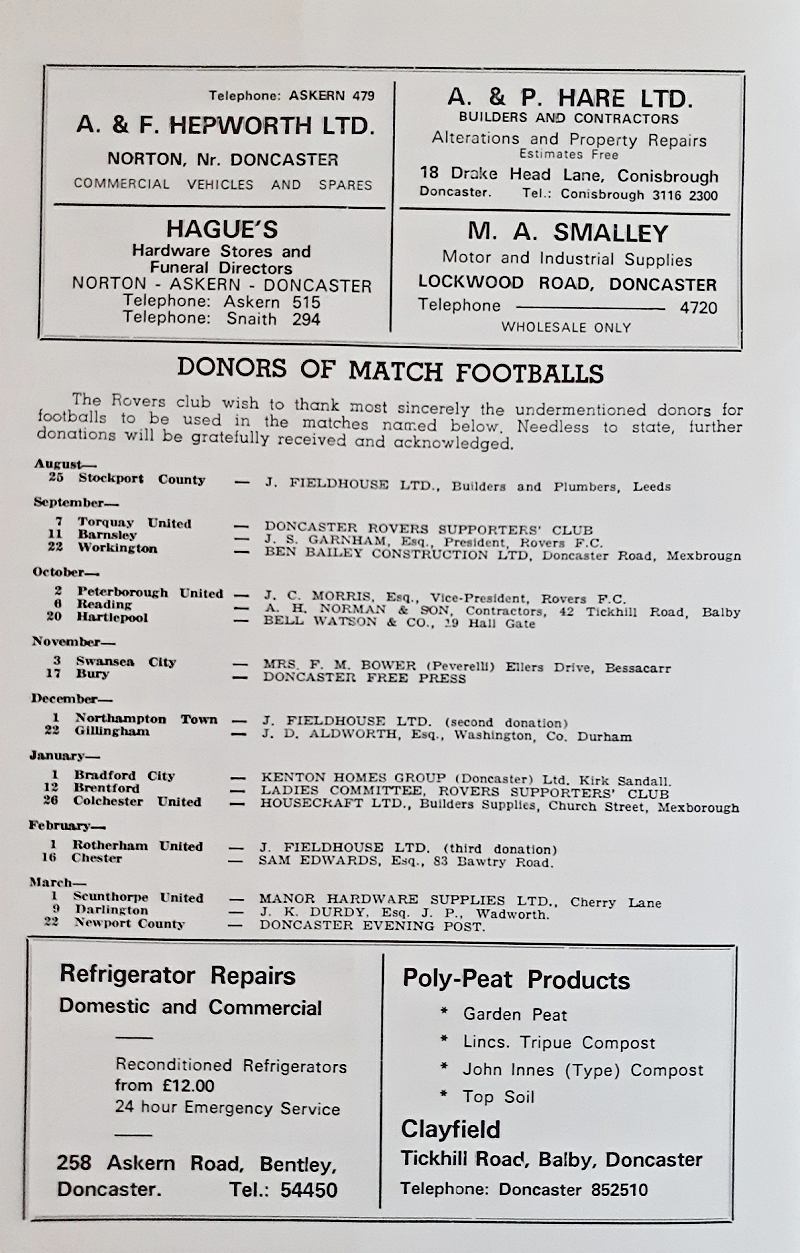 Telephone: ASKERN 479
A. & F. HEPWORTH LTD.
NORTON, Nr. DONCASTER
COMMERCIAL VEHICLES AND SPARES
A. & P. HARE LTD.
BUILDERS AND CONTRACTORS
Alterations and Property Repairs
Estimates Free
18 Drake Head Lane, Conisbrough
Doncaster. Tel.: Conisbrough 3116 2300
HAGUE'S
Hardware Stores and
Funeral Directors
NORTON - ASKERN - DONCASTER
Telephone: Askern 515
Telephone: Snaith 294
M. A. SMALLEY
Motor and Industrial Supplies
LOCKWOOD ROAD, DONCASTER
Telephone ——— 4720
WHOLESALE ONLY
DONORS OF MATCH FOOTBALLS
The Rovers club wish to thank most sincerely the undermentioned donors for
footballs to be used in the matches named below. Needless to state, further
donations will be gratefully received and acknowledged.
August—
25 Stockport County — J. FIELDHOUSE LTD., Builders and Plumbers, Leeds
September—
7 Torquay United — DONCASTER ROVERS SUPPORTERS' CLUB
11 Barnsley — J. S. GARNHAM, Esq., President, Rovers F.C.
22 Workington — BEN BAILEY CONSTRUCTION LTD, Doncaster Road, Mexbrougn
October—
2 Peterborough United — J. C. MORRIS, Esq., Vice-President, Rovers F.C.
6 Reading — A. H. NORMAN & SON, Contractors, 42 Tickhill Road, Balby
20 Hartlepool — BELL WATSON & CO., 19 Hall Gate
November—
3 Swansea City — MRS. F. M. BOWER (Peverelli) Ellers Drive, Bessacarr
17 Bury — DONCASTER FREE PRESS
December—
1 Northampton Town — J. FIELDHOUSE LTD. (second donation)
22 Gillingham — J. D. ALDWORTH, Esq., Washington, Co. Durham
January—
1 Bradford City — KENTON HOMES GROUP (Doncaster) Ltd. Kirk Sandall.
12 Brentford — LADIES COMMITTEE, ROVERS SUPPORTERS' CLUB
26 Colchester United — HOUSECRAFT LTD., Builders Supplies, Church Street, Mexborough
February—
1 Rotherham United — J. FIELDHOUSE LTD. (third donation)
16 Chester — SAM EDWARDS, Esq., 83 Bawtry Road.
March—
1 Scunthorpe United — MANOR HARDWARE SUPPLIES LTD., Cherry Lane
9 Darlington — J. K. DURDY, Esq. J. P., Wadworth.
22 Newport County — DONCASTER EVENING POST.
Refrigerator Repairs
Domestic and Commercial
Reconditioned Refrigerators
from £12.00
24 hour Emergency Service
258 Askern Road, Bentley,
Doncaster. Tel.: 54450
Poly-Peat Products
* Garden Peat
* Lincs. Tripue Compost
* John Innes (Type) Compost
* Top Soil
Clayfield
Tickhill Road, Balby, Doncaster
Telephone: Doncaster 852510